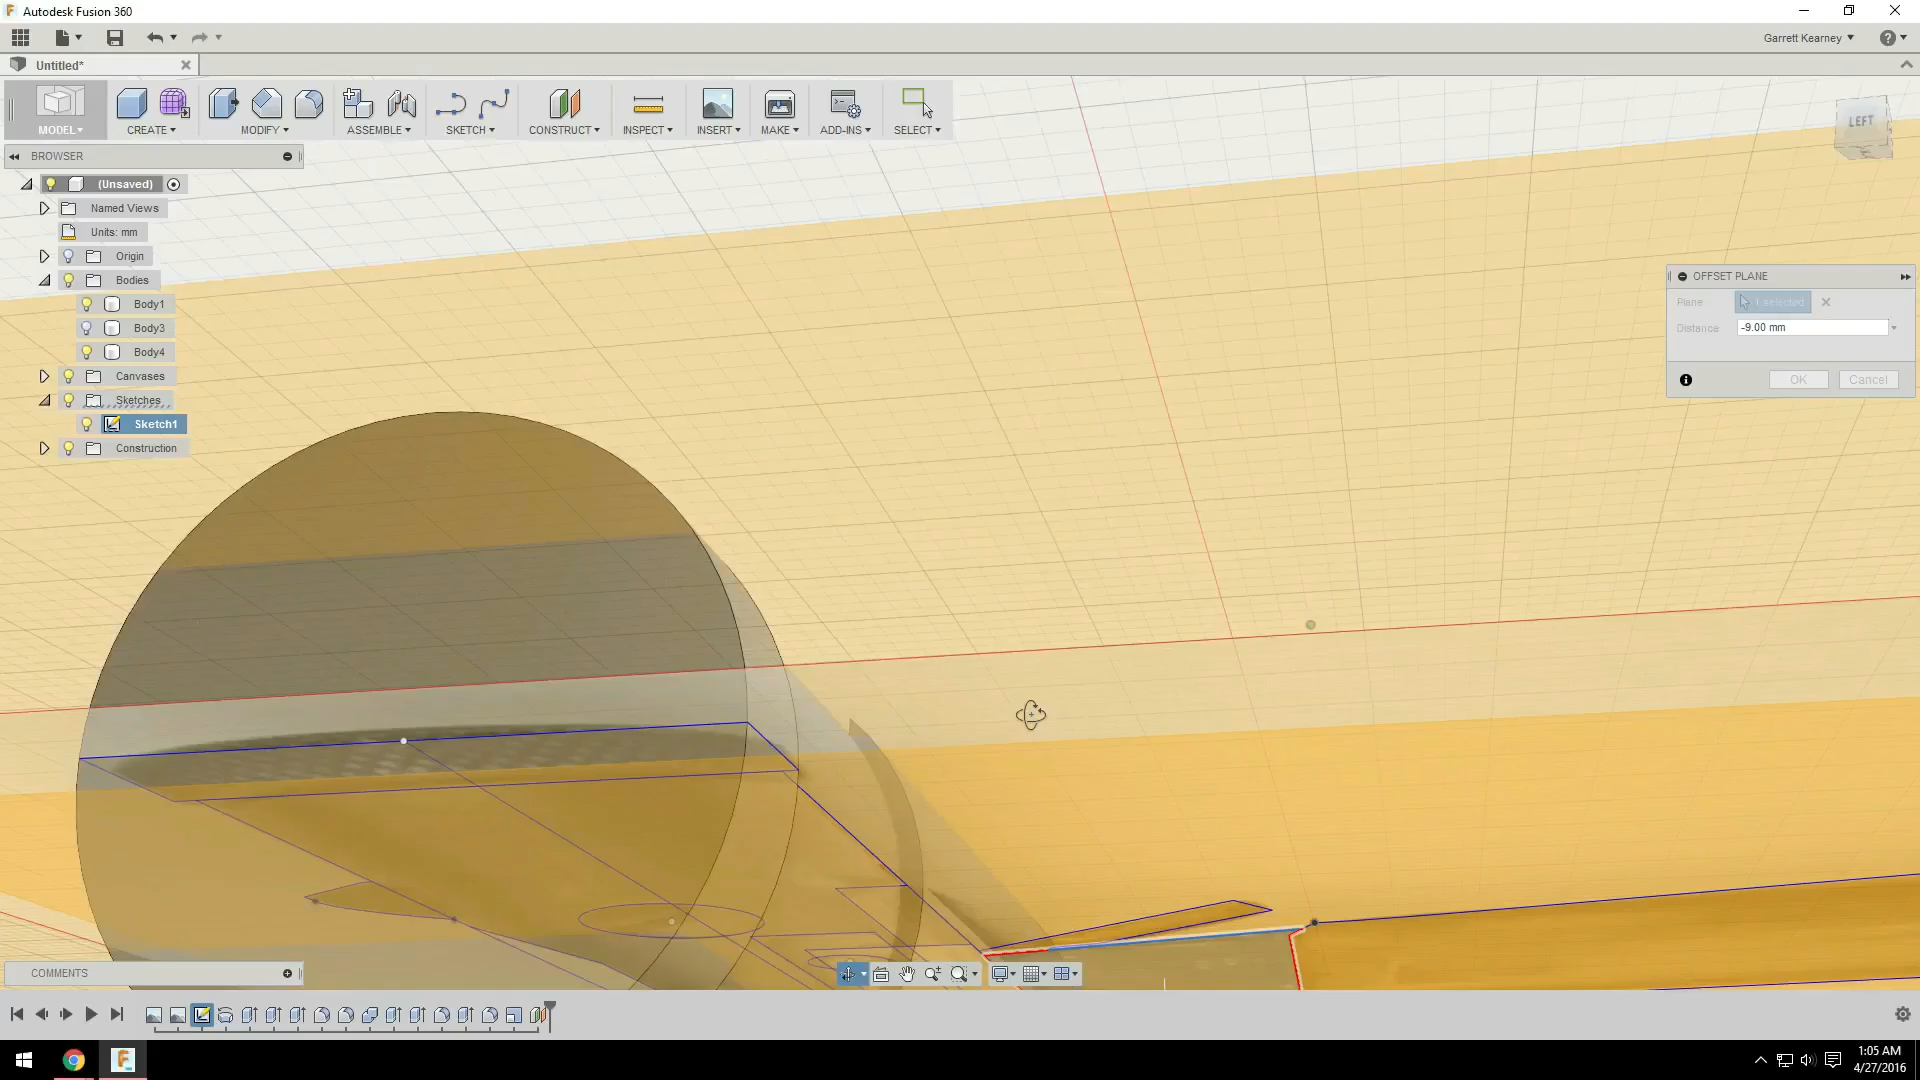 Autodesk Fusion 360
Garrett Kearney
Untitled*
MODEL
CREATE
MODIFY
ASSEMBLE
SKETCH
CONSTRUCT
INSPECT
INSERT
MAKE
ADD-INS
SELECT
LEFT
BROWSER
(Unsaved)
Named Views
Units: mm
Origin
Bodies
Body1
Body3
Body4
Canvases
Sketches
Sketch1
Construction
OFFSET PLANE
Plane
1 selected
Distance
-9.00 mm
OK
Cancel
COMMENTS
1:05 AM
4/27/2016